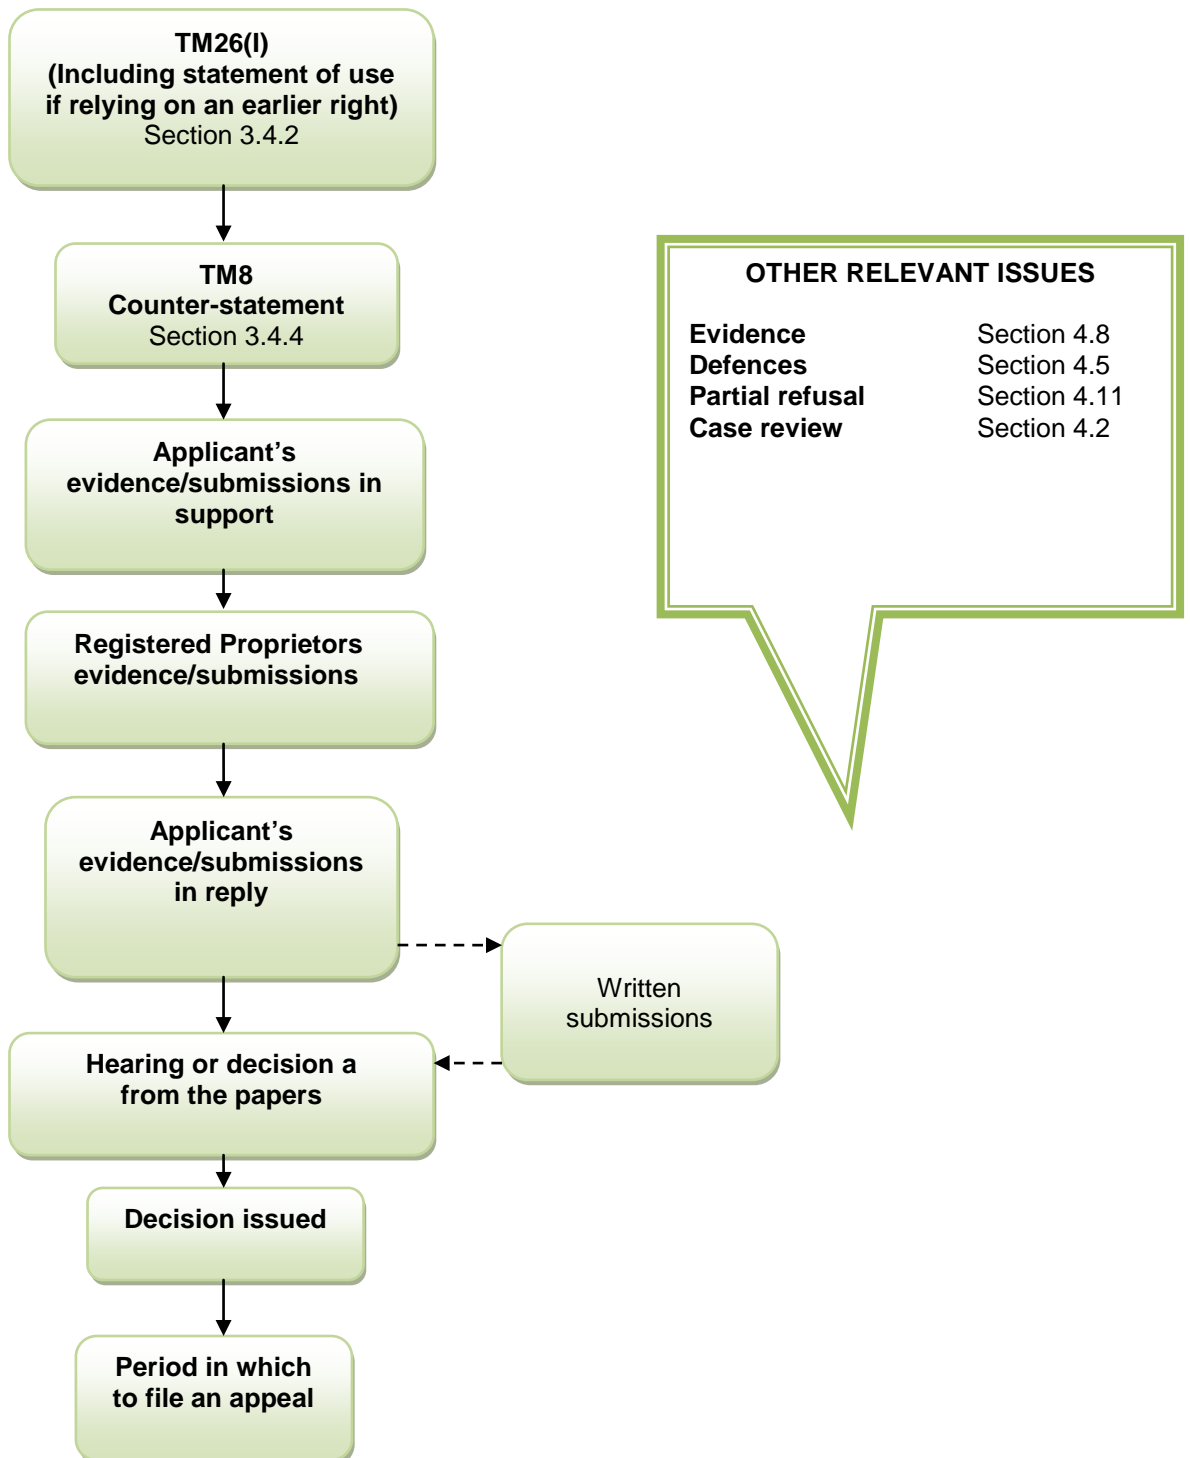 TM26(I)
(Including statement of use
if relying on an earlier right)
Section 3.4.2
TM8
Counter-statement
Section 3.4.4
OTHER RELEVANT ISSUES
Evidence Section 4.8
Defences Section 4.5
Partial refusal Section 4.11
Case review Section 4.2
Applicant’s
evidence/submissions in
support
Registered Proprietors
evidence/submissions
Applicant’s
evidence/submissions
in reply
Written
submissions
Hearing or decision a
from the papers
Decision issued
Period in which
to file an appeal